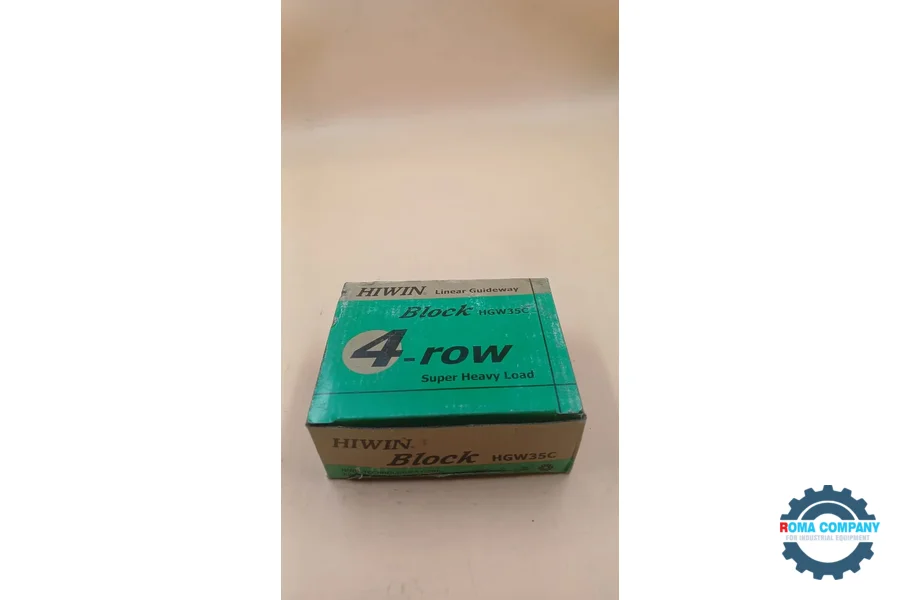 HIWIN. Linear Guideway
Block HGW35C
4-row
Super Heavy Load
HIWIN.
Block HGW35C
ROMA COMPANY
FOR INDUSTRIAL EQUIPMENT